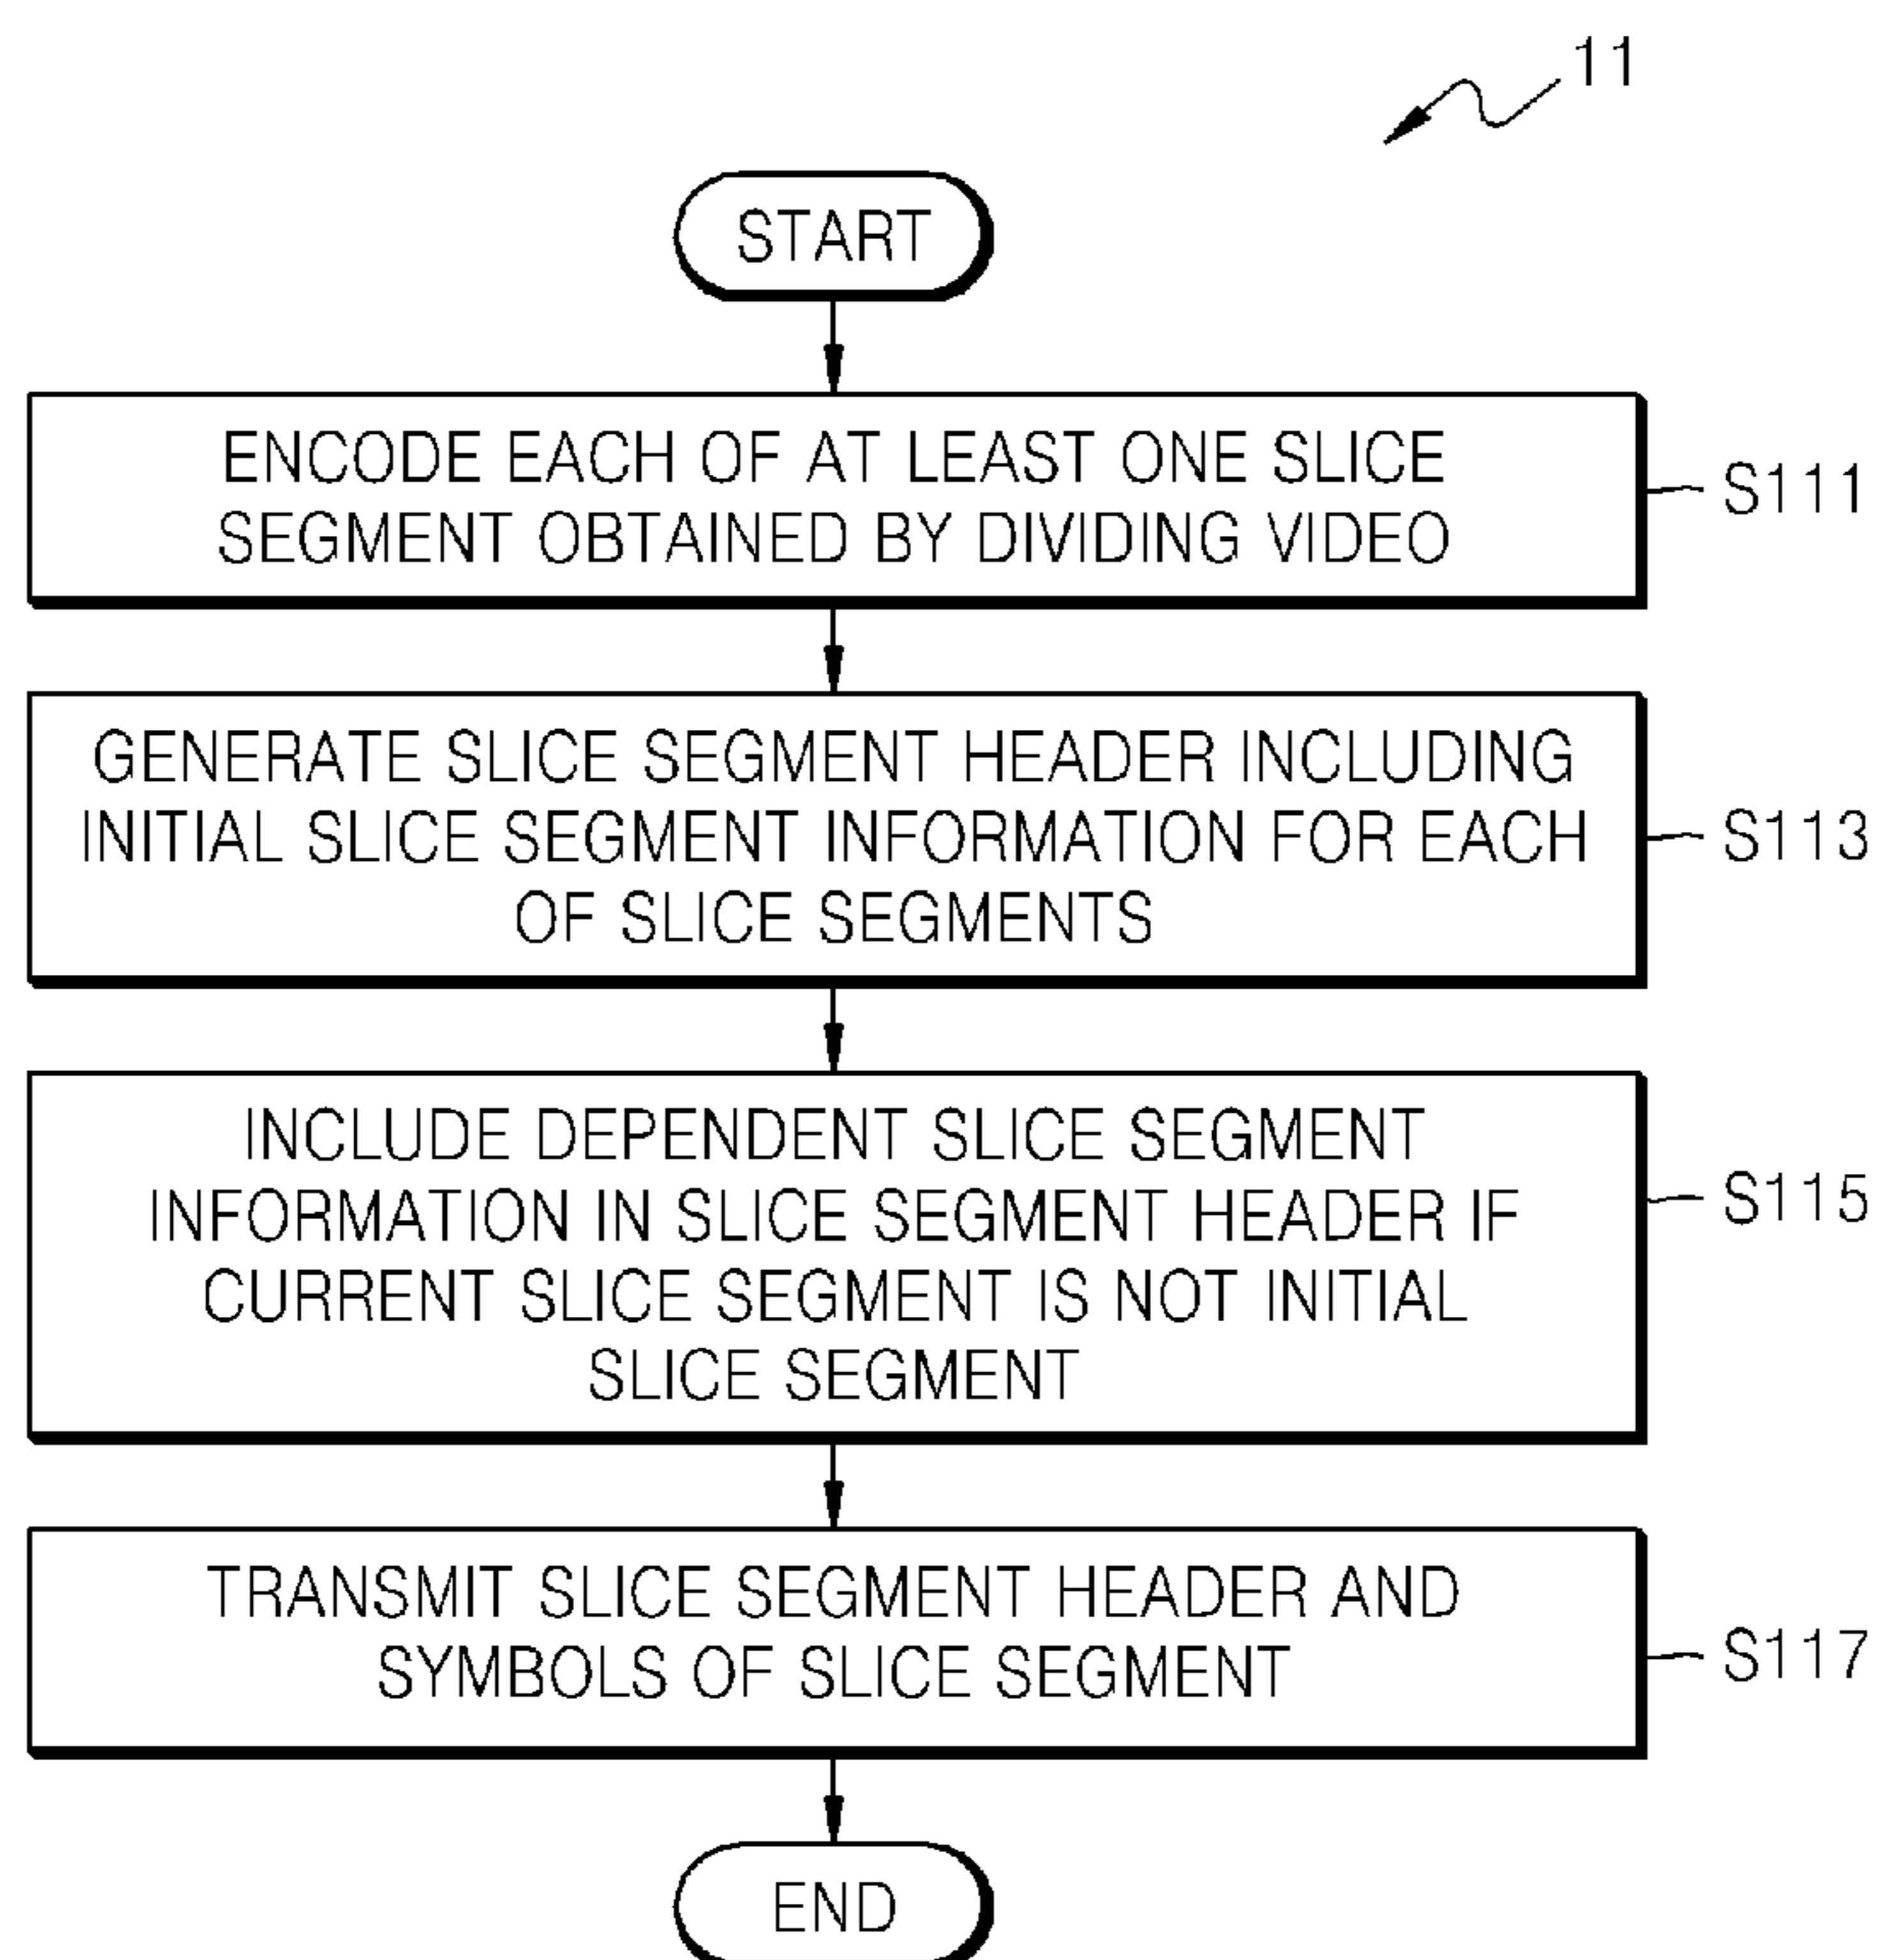 11
START
ENCODE EACH OF AT LEAST ONE SLICE
SEGMENT OBTAINED BY DIVIDING VIDEO
S111
GENERATE SLICE SEGMENT HEADER INCLUDING
INITIAL SLICE SEGMENT INFORMATION FOR EACH
OF SLICE SEGMENTS
S113
INCLUDE DEPENDENT SLICE SEGMENT
INFORMATION IN SLICE SEGMENT HEADER IF
CURRENT SLICE SEGMENT IS NOT INITIAL
SLICE SEGMENT
S115
TRANSMIT SLICE SEGMENT HEADER AND
SYMBOLS OF SLICE SEGMENT
S117
END